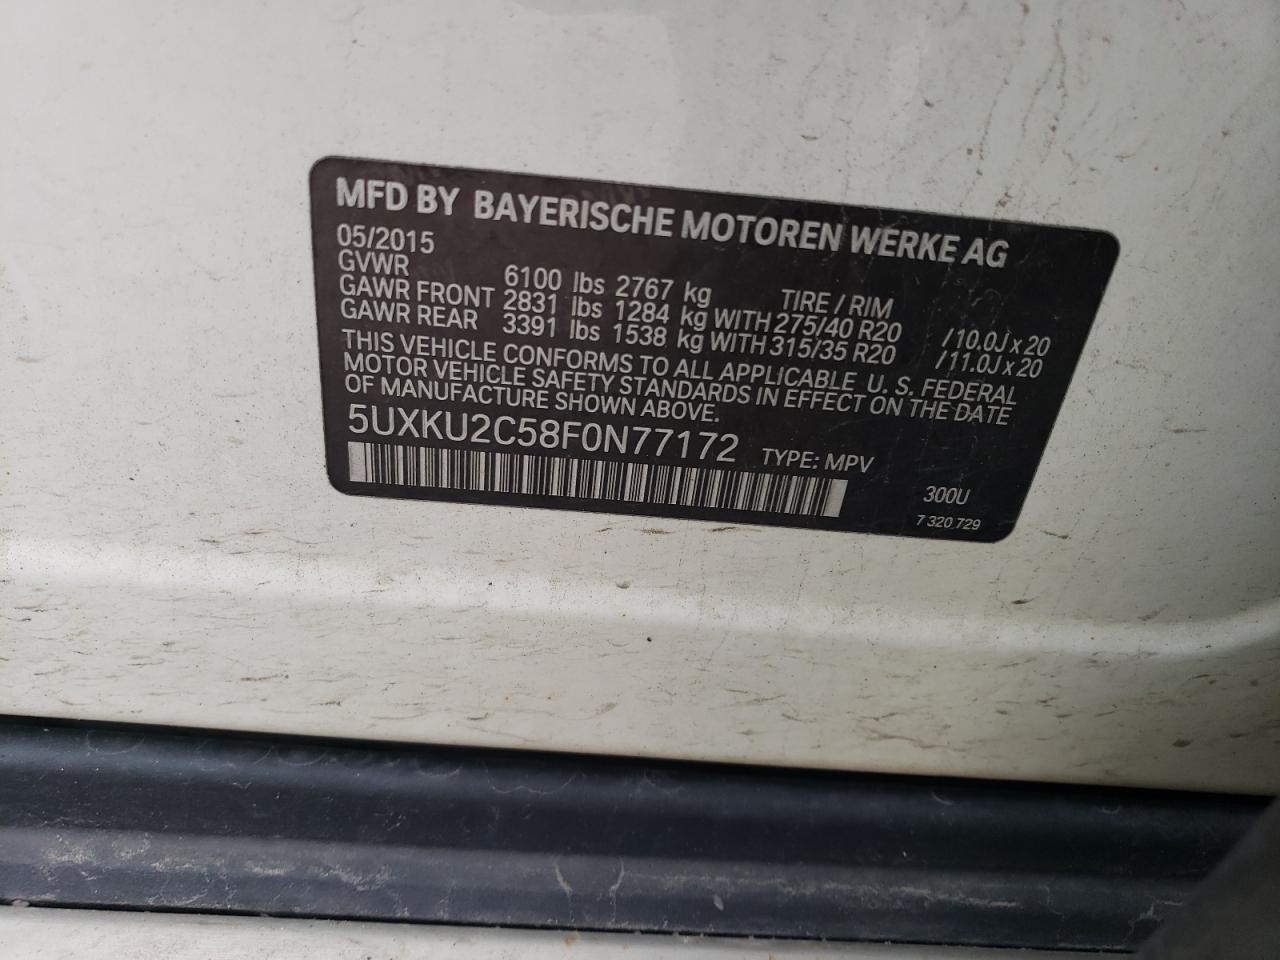 MFD BY BAYERISCHE MOTOREN WERKE AG
05/2015
GVWR 6100 lbs 2767 kg TIRE / RIM
GAWR FRONT 2831 lbs 1284 kg WITH 275/40 R20 /10.0J x 20
GAWR REAR 3391 lbs 1538 kg WITH 315/35 R20 /11.0J x 20
THIS VEHICLE CONFORMS TO ALL APPLICABLE U. S. FEDERAL
MOTOR VEHICLE SAFETY STANDARDS IN EFFECT ON THE DATE
OF MANUFACTURE SHOWN ABOVE.
5UXKU2C58F0N77172 TYPE: MPV
300U
7 320 729